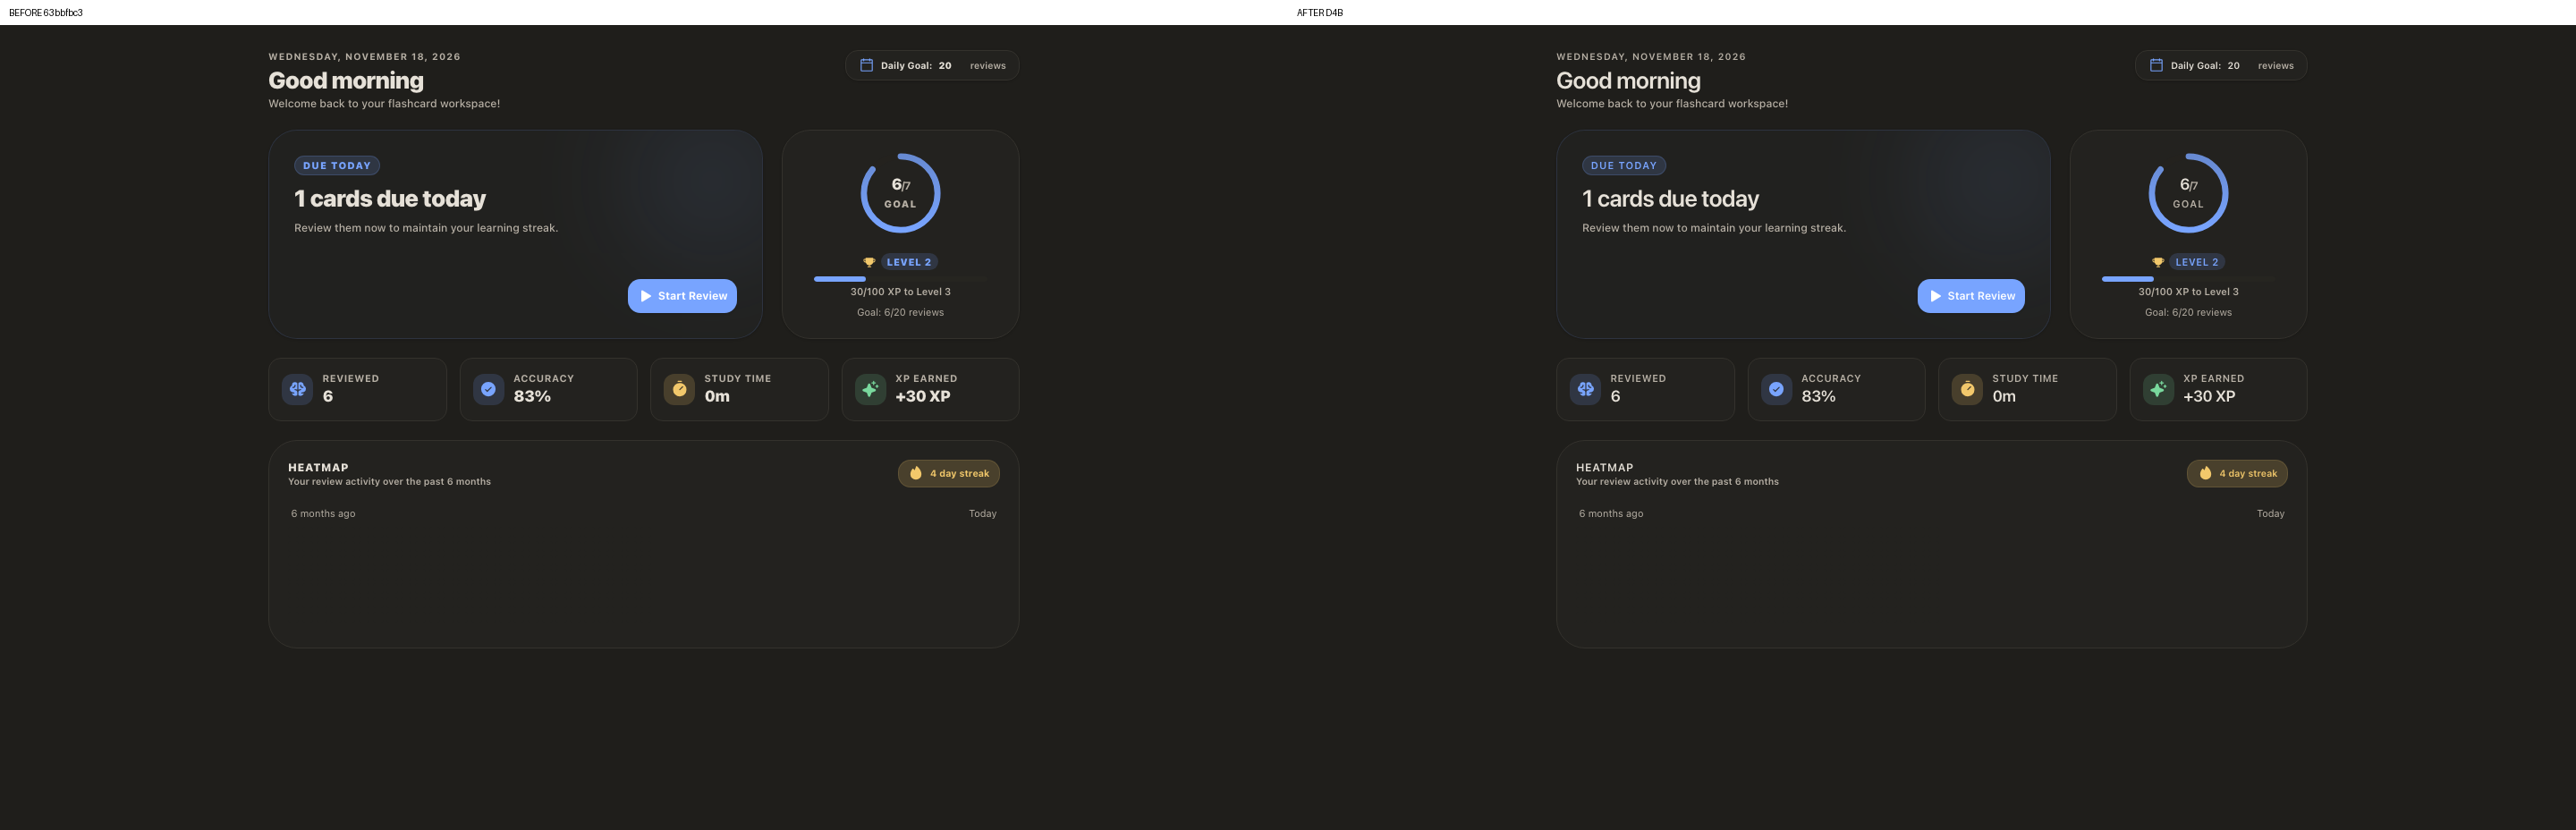 BEFORE 63bbfbc3
AFTER D4B
WEDNESDAY, NOVEMBER 18, 2026
Good morning
Welcome back to your flashcard workspace!
Daily Goal: 20 reviews
DUE TODAY
1 cards due today
Review them now to maintain your learning streak.
Start Review
6/7
GOAL
LEVEL 2
30/100 XP to Level 3
Goal: 6/20 reviews
REVIEWED
6
ACCURACY
83%
STUDY TIME
0m
XP EARNED
+30 XP
HEATMAP
Your review activity over the past 6 months
4 day streak
6 months ago
Today
WEDNESDAY, NOVEMBER 18, 2026
Good morning
Welcome back to your flashcard workspace!
Daily Goal: 20 reviews
DUE TODAY
1 cards due today
Review them now to maintain your learning streak.
Start Review
6/7
GOAL
LEVEL 2
30/100 XP to Level 3
Goal: 6/20 reviews
REVIEWED
6
ACCURACY
83%
STUDY TIME
0m
XP EARNED
+30 XP
HEATMAP
Your review activity over the past 6 months
4 day streak
6 months ago
Today